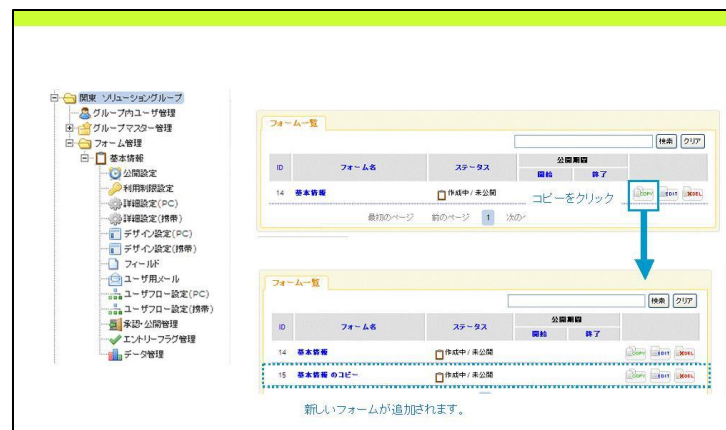 関東 ソリューショングループ
グループ内ユーザ管理
グループマスター管理
フォーム管理
基本情報
公開設定
利用制限設定
詳細設定(PC)
詳細設定(携帯)
デザイン設定(PC)
デザイン設定(携帯)
フィールド
ユーザ用メール
ユーザフロー設定(PC)
ユーザフロー設定(携帯)
承認・公開管理
エントリーフラグ管理
データ管理
フォーム一覧
検索 クリア
ID フォーム名 ステータス 公開期間
開始 終了
14 基本情報 作成中 / 未公開 COPY EDIT DEL
コピーをクリック
最初のページ 前のページ 1 次の
フォーム一覧
検索 クリア
ID フォーム名 ステータス 公開期間
開始 終了
14 基本情報 作成中 / 未公開 COPY EDIT DEL
15 基本情報 のコピー 作成中 / 未公開 COPY EDIT DEL
新しいフォームが追加されます。